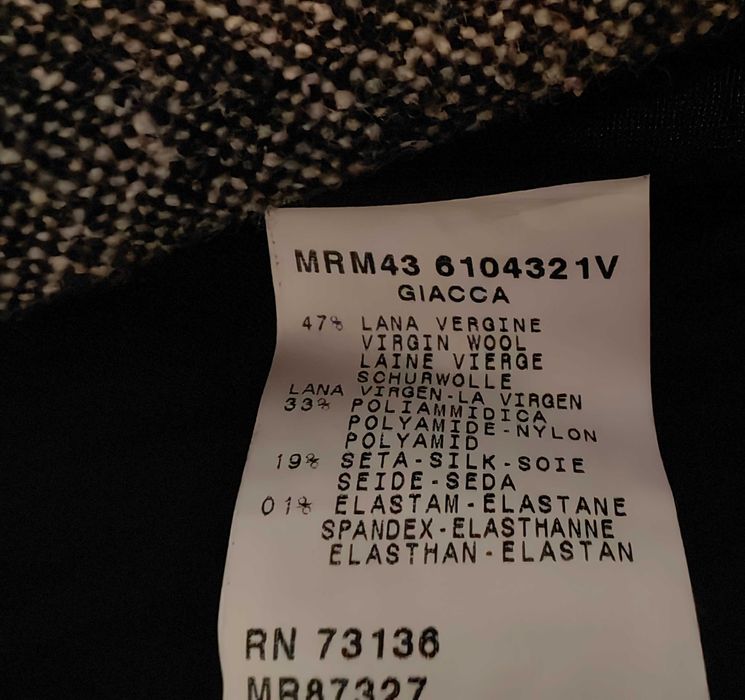 MRM43 6104321V
GIACCA
47% LANA VERGINE
VIRGIN WOOL
LAINE VIERGE
SCHURWOLLE
LANA VIRGEN-LA VIRGEN
33% POLIAMMIDICA
POLYAMIDE-NYLON
POLYAMID
19% SETA-SILK-SOIE
SEIDE-SEDA
01% ELASTAM-ELASTANE
SPANDEX-ELASTHANNE
ELASTHAN-ELASTAN
RN 73136
MR87327